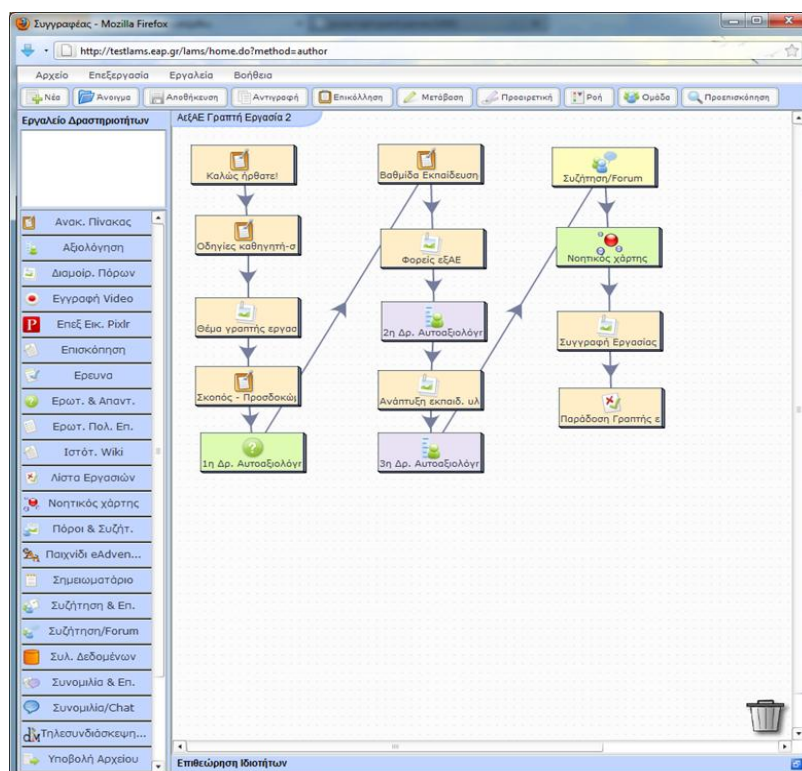 Συγγραφέας - Mozilla Firefox
http://testlams.eap.gr/lams/home.do?method=author
Αρχείο Επεξεργασία Εργαλεία Βοήθεια
Νέο Άνοιγμα Αποθήκευση Αντιγραφή Επικόλληση Μετάβαση Προαιρετική Ροή Ομάδα Προεπισκόπηση
Εργαλείο Δραστηριοτήτων
ΑεξΑΕ Γραπτή Εργασία 2
Καλώς ήρθατε!
Οδηγίες καθηγητή-σ
Θέμα γραπτής εργασ
Σκοπός - Προσδοκώμ
1η Δρ. Αυτοαξιολόγη
Βαθμίδα Εκπαίδευση
Φορείς εξΑΕ
2η Δρ. Αυτοαξιολόγη
Ανάπτυξη εκπαιδ. υλ
3η Δρ. Αυτοαξιολόγη
Συζήτηση/Forum
Νοητικός χάρτης
Συγγραφή Εργασίας
Παράδοση Γραπτής ε
Ανακ. Πίνακας
Αξιολόγηση
Διαμοίρ. Πόρων
Εγγραφή Video
Επεξ Εικ. Pixlr
Επισκόπηση
Ερευνα
Ερωτ. & Απαντ.
Ερωτ. Πολ. Επ.
Ιστότ. Wiki
Λίστα Εργασιών
Νοητικός χάρτης
Πόροι & Συζήτ.
Παιχνίδι eAdven...
Σημειωματάριο
Συζήτηση & Επ.
Συζήτηση/Forum
Συλ. Δεδομένων
Συνομιλία & Επ.
Συνομιλία/Chat
Τηλεσυνδιάσκεψη...
Υποβολή Αρχείου
Επιθεώρηση Ιδιοτήτων